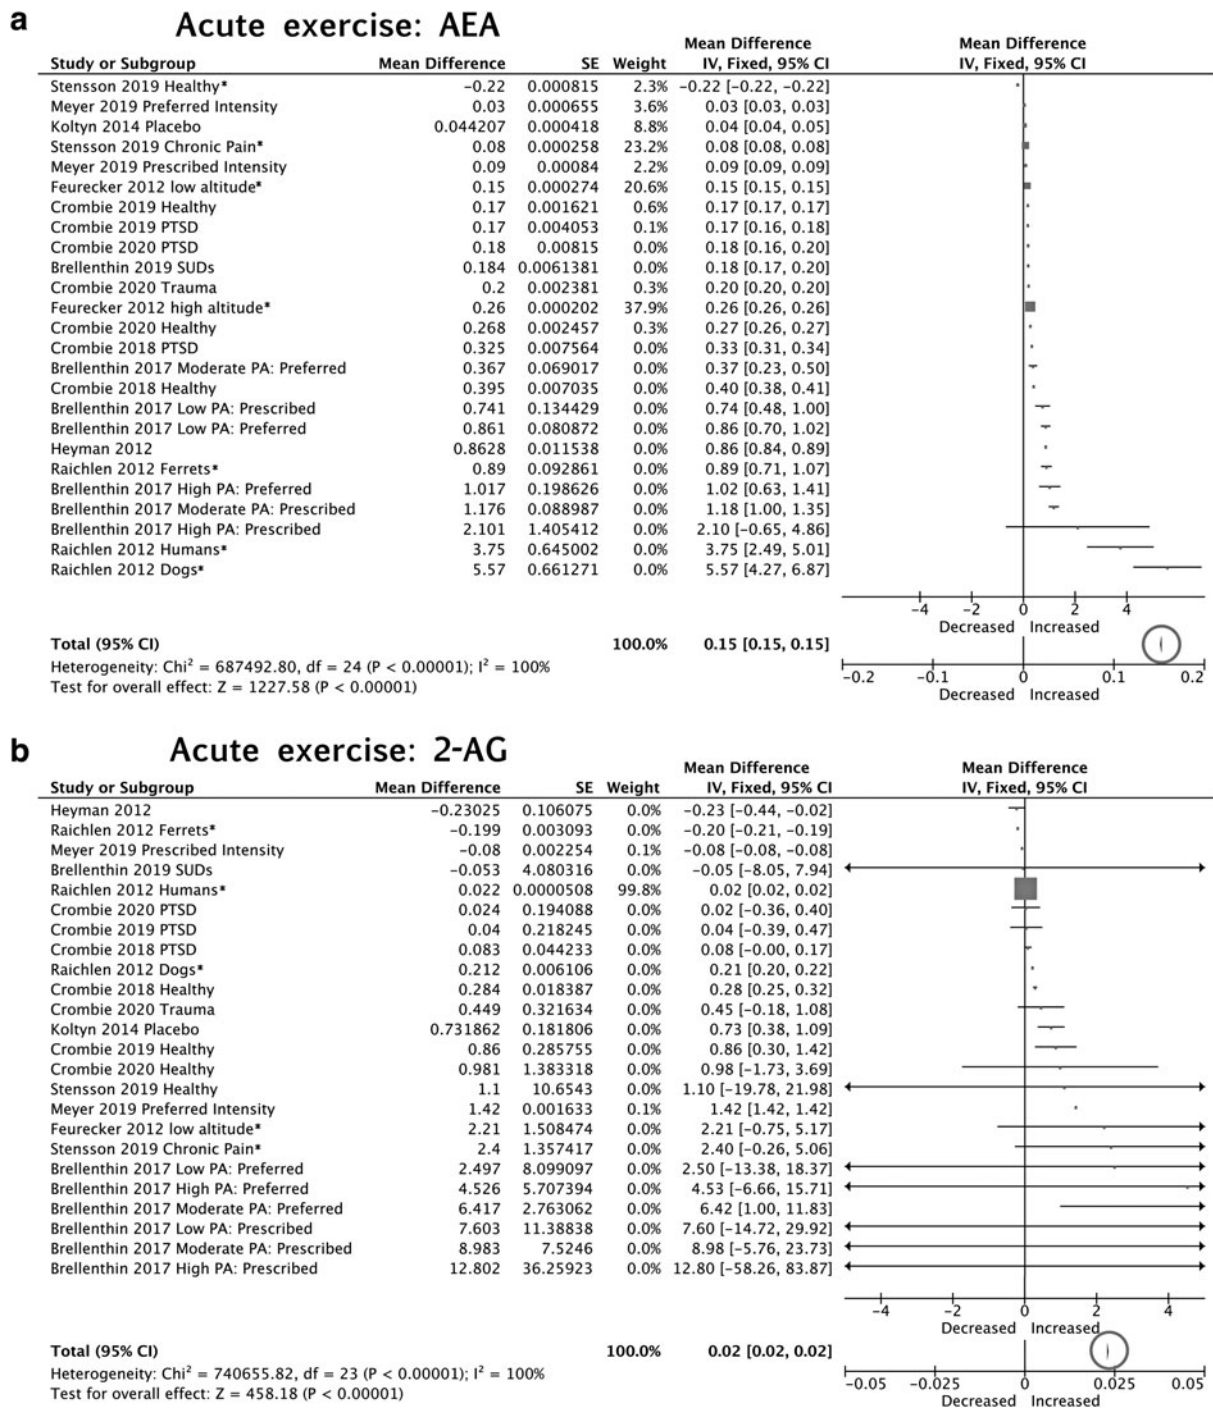 a Acute exercise: AEA
Mean Difference Mean Difference
Study or Subgroup Mean Difference SE Weight IV, Fixed, 95% CI IV, Fixed, 95% CI
Stensson 2019 Healthy* −0.22 0.000815 2.3% −0.22 [−0.22, −0.22]
Meyer 2019 Preferred Intensity 0.03 0.000655 3.6% 0.03 [0.03, 0.03]
Koltyn 2014 Placebo 0.044207 0.000418 8.8% 0.04 [0.04, 0.05]
Stensson 2019 Chronic Pain* 0.08 0.000258 23.2% 0.08 [0.08, 0.08]
Meyer 2019 Prescribed Intensity 0.09 0.00084 2.2% 0.09 [0.09, 0.09]
Feurecker 2012 low altitude* 0.15 0.000274 20.6% 0.15 [0.15, 0.15]
Crombie 2019 Healthy 0.17 0.001621 0.6% 0.17 [0.17, 0.17]
Crombie 2019 PTSD 0.17 0.004053 0.1% 0.17 [0.16, 0.18]
Crombie 2020 PTSD 0.18 0.00815 0.0% 0.18 [0.16, 0.20]
Brellenthin 2019 SUDs 0.184 0.0061381 0.0% 0.18 [0.17, 0.20]
Crombie 2020 Trauma 0.2 0.002381 0.3% 0.20 [0.20, 0.20]
Feurecker 2012 high altitude* 0.26 0.000202 37.9% 0.26 [0.26, 0.26]
Crombie 2020 Healthy 0.268 0.002457 0.3% 0.27 [0.26, 0.27]
Crombie 2018 PTSD 0.325 0.007564 0.0% 0.33 [0.31, 0.34]
Brellenthin 2017 Moderate PA: Preferred 0.367 0.069017 0.0% 0.37 [0.23, 0.50]
Crombie 2018 Healthy 0.395 0.007035 0.0% 0.40 [0.38, 0.41]
Brellenthin 2017 Low PA: Prescribed 0.741 0.134429 0.0% 0.74 [0.48, 1.00]
Brellenthin 2017 Low PA: Preferred 0.861 0.080872 0.0% 0.86 [0.70, 1.02]
Heyman 2012 0.8628 0.011538 0.0% 0.86 [0.84, 0.89]
Raichlen 2012 Ferrets* 0.89 0.092861 0.0% 0.89 [0.71, 1.07]
Brellenthin 2017 High PA: Preferred 1.017 0.198626 0.0% 1.02 [0.63, 1.41]
Brellenthin 2017 Moderate PA: Prescribed 1.176 0.088987 0.0% 1.18 [1.00, 1.35]
Brellenthin 2017 High PA: Prescribed 2.101 1.405412 0.0% 2.10 [−0.65, 4.86]
Raichlen 2012 Humans* 3.75 0.645002 0.0% 3.75 [2.49, 5.01]
Raichlen 2012 Dogs* 5.57 0.661271 0.0% 5.57 [4.27, 6.87]
−4 −2 0 2 4
Decreased Increased
Total (95% CI) 100.0% 0.15 [0.15, 0.15]
Heterogeneity: Chi² = 687492.80, df = 24 (P < 0.00001); I² = 100%
Test for overall effect: Z = 1227.58 (P < 0.00001)
−0.2 −0.1 0 0.1 0.2
Decreased Increased
b Acute exercise: 2-AG
Mean Difference Mean Difference
Study or Subgroup Mean Difference SE Weight IV, Fixed, 95% CI IV, Fixed, 95% CI
Heyman 2012 −0.23025 0.106075 0.0% −0.23 [−0.44, −0.02]
Raichlen 2012 Ferrets* −0.199 0.003093 0.0% −0.20 [−0.21, −0.19]
Meyer 2019 Prescribed Intensity −0.08 0.002254 0.1% −0.08 [−0.08, −0.08]
Brellenthin 2019 SUDs −0.053 4.080316 0.0% −0.05 [−8.05, 7.94]
Raichlen 2012 Humans* 0.022 0.0000508 99.8% 0.02 [0.02, 0.02]
Crombie 2020 PTSD 0.024 0.194088 0.0% 0.02 [−0.36, 0.40]
Crombie 2019 PTSD 0.04 0.218245 0.0% 0.04 [−0.39, 0.47]
Crombie 2018 PTSD 0.083 0.044233 0.0% 0.08 [−0.00, 0.17]
Raichlen 2012 Dogs* 0.212 0.006106 0.0% 0.21 [0.20, 0.22]
Crombie 2018 Healthy 0.284 0.018387 0.0% 0.28 [0.25, 0.32]
Crombie 2020 Trauma 0.449 0.321634 0.0% 0.45 [−0.18, 1.08]
Koltyn 2014 Placebo 0.731862 0.181806 0.0% 0.73 [0.38, 1.09]
Crombie 2019 Healthy 0.86 0.285755 0.0% 0.86 [0.30, 1.42]
Crombie 2020 Healthy 0.981 1.383318 0.0% 0.98 [−1.73, 3.69]
Stensson 2019 Healthy 1.1 10.6543 0.0% 1.10 [−19.78, 21.98]
Meyer 2019 Preferred Intensity 1.42 0.001633 0.1% 1.42 [1.42, 1.42]
Feurecker 2012 low altitude* 2.21 1.508474 0.0% 2.21 [−0.75, 5.17]
Stensson 2019 Chronic Pain* 2.4 1.357417 0.0% 2.40 [−0.26, 5.06]
Brellenthin 2017 Low PA: Preferred 2.497 8.099097 0.0% 2.50 [−13.38, 18.37]
Brellenthin 2017 High PA: Preferred 4.526 5.707394 0.0% 4.53 [−6.66, 15.71]
Brellenthin 2017 Moderate PA: Preferred 6.417 2.763062 0.0% 6.42 [1.00, 11.83]
Brellenthin 2017 Low PA: Prescribed 7.603 11.38838 0.0% 7.60 [−14.72, 29.92]
Brellenthin 2017 Moderate PA: Prescribed 8.983 7.5246 0.0% 8.98 [−5.76, 23.73]
Brellenthin 2017 High PA: Prescribed 12.802 36.25923 0.0% 12.80 [−58.26, 83.87]
−4 −2 0 2 4
Decreased Increased
Total (95% CI) 100.0% 0.02 [0.02, 0.02]
Heterogeneity: Chi² = 740655.82, df = 23 (P < 0.00001); I² = 100%
Test for overall effect: Z = 458.18 (P < 0.00001)
−0.05 −0.025 0 0.025 0.05
Decreased Increased